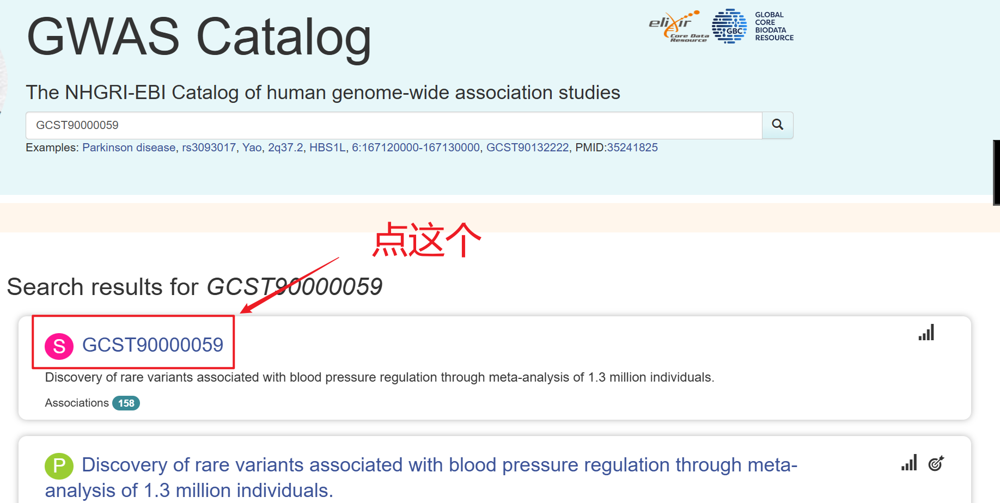 GWAS Catalog
elixir
Core Data
Resource
GBC
GLOBAL
CORE
BIODATA
RESOURCE
The NHGRI-EBI Catalog of human genome-wide association studies
GCST90000059
Examples: Parkinson disease, rs3093017, Yao, 2q37.2, HBS1L, 6:167120000-167130000, GCST90132222, PMID:35241825
点这个
Search results for GCST90000059
S GCST90000059
Discovery of rare variants associated with blood pressure regulation through meta-analysis of 1.3 million individuals.
Associations 158
P Discovery of rare variants associated with blood pressure regulation through meta-
analysis of 1.3 million individuals.